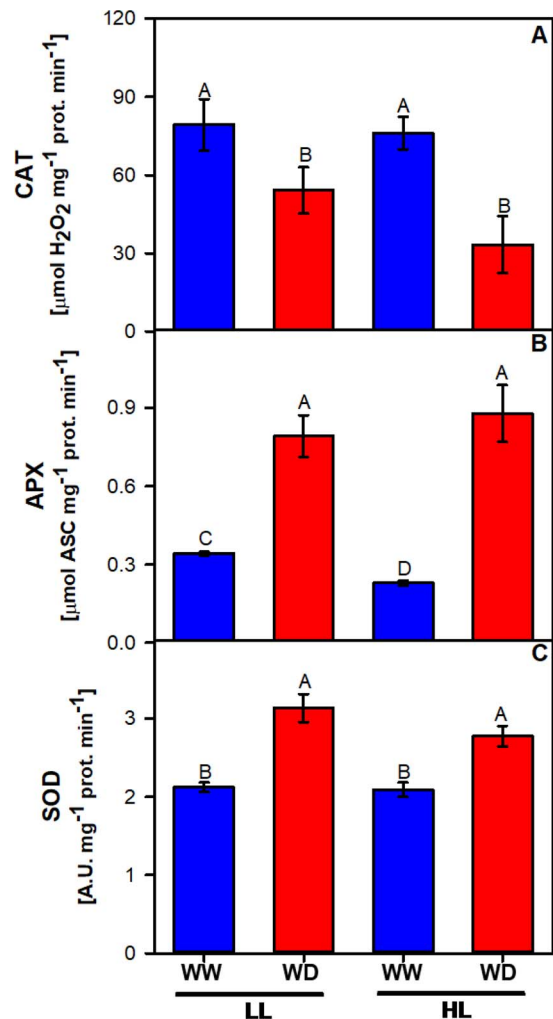 120
A
A
A
90
B
60
B
30
0
CAT
[μmol H₂O₂ mg⁻¹ prot. min⁻¹]
B
A
0.9
A
0.6
C
0.3
D
0.0
APX
[μmol ASC mg⁻¹ prot. min⁻¹]
C
A
3
A
B
B
2
1
0
SOD
[A.U. mg⁻¹ prot. min⁻¹]
WW WD WW WD
LL HL